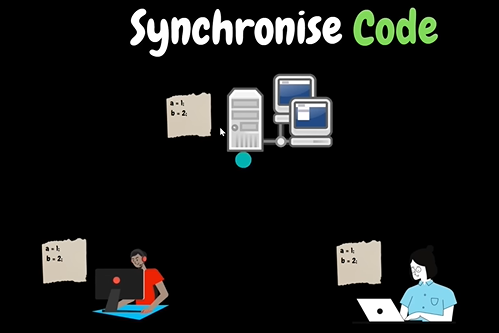 Synchronise Code
a = 1;
b = 2;
a = 1;
b = 2;
a = 1;
b = 2;